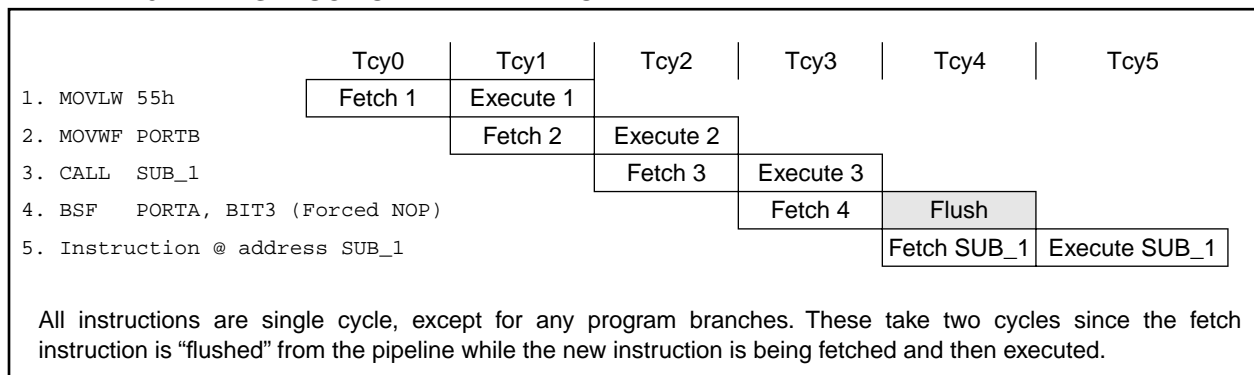 Tcy0 Tcy1 Tcy2 Tcy3 Tcy4 Tcy5
1. MOVLW 55h Fetch 1 Execute 1
2. MOVWF PORTB Fetch 2 Execute 2
3. CALL SUB_1 Fetch 3 Execute 3
4. BSF PORTA, BIT3 (Forced NOP) Fetch 4 Flush
5. Instruction @ address SUB_1 Fetch SUB_1 Execute SUB_1
All instructions are single cycle, except for any program branches. These take two cycles since the fetch
instruction is “flushed” from the pipeline while the new instruction is being fetched and then executed.